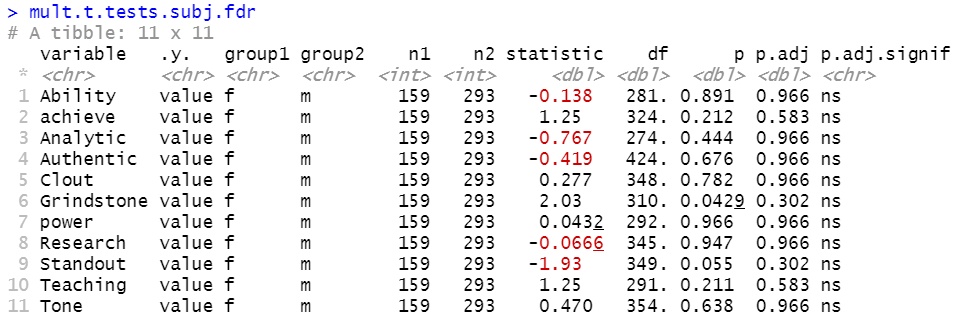 > mult.t.tests.subj.fdr
# A tibble: 11 x 11
   variable   .y.   group1 group2    n1    n2 statistic    df      p p.adj p.adj.signif
 * <chr>      <chr> <chr>  <chr>  <int> <int>     <dbl> <dbl>  <dbl> <dbl> <chr>
 1 Ability    value f      m        159   293   -0.138   281. 0.891  0.966 ns
 2 achieve    value f      m        159   293    1.25    324. 0.212  0.583 ns
 3 Analytic   value f      m        159   293   -0.767   274. 0.444  0.966 ns
 4 Authentic  value f      m        159   293   -0.419   424. 0.676  0.966 ns
 5 Clout      value f      m        159   293    0.277   348. 0.782  0.966 ns
 6 Grindstone value f      m        159   293    2.03    310. 0.0429 0.302 ns
 7 power      value f      m        159   293    0.0432  292. 0.966  0.966 ns
 8 Research   value f      m        159   293   -0.0666  345. 0.947  0.966 ns
 9 Standout   value f      m        159   293   -1.93    349. 0.055  0.302 ns
10 Teaching   value f      m        159   293    1.25    291. 0.211  0.583 ns
11 Tone       value f      m        159   293    0.470   354. 0.638  0.966 ns